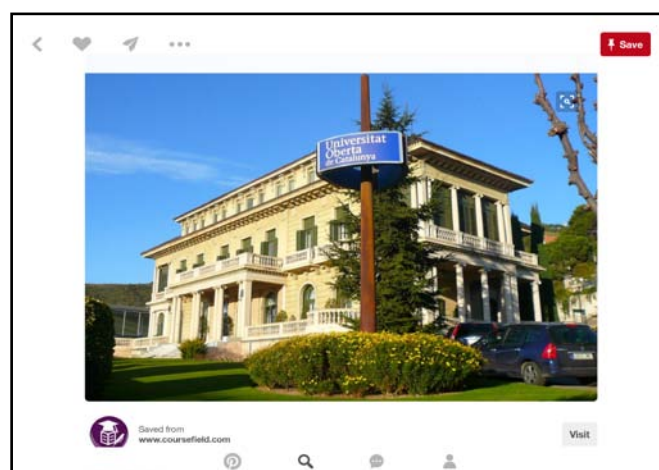 Save
Universitat
Oberta
de Catalunya
Saved from
www.coursefield.com
Visit